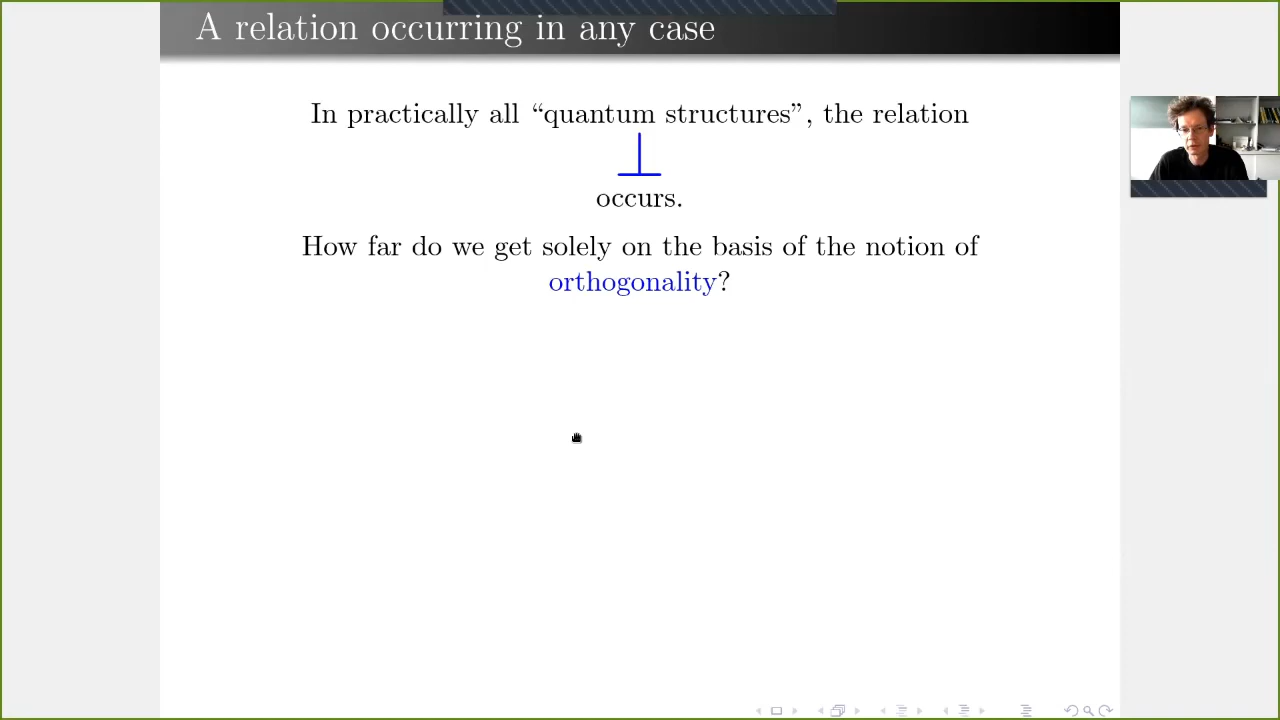 A relation occurring in any case
In practically all “quantum structures”, the relation
⊥
occurs.
How far do we get solely on the basis of the notion of
orthogonality?